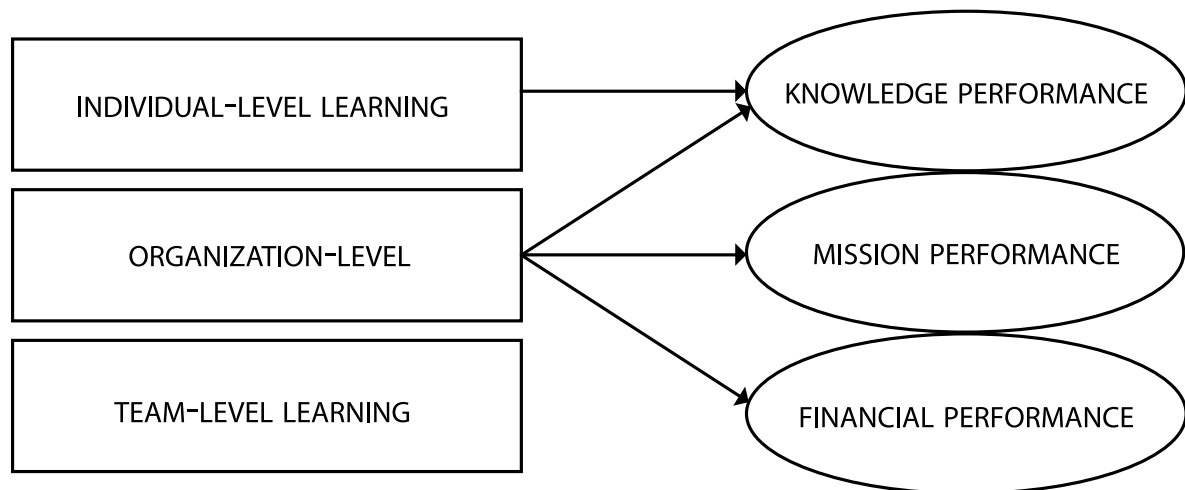 INDIVIDUAL-LEVEL LEARNING
KNOWLEDGE PERFORMANCE
ORGANIZATION-LEVEL
MISSION PERFORMANCE
TEAM-LEVEL LEARNING
FINANCIAL PERFORMANCE